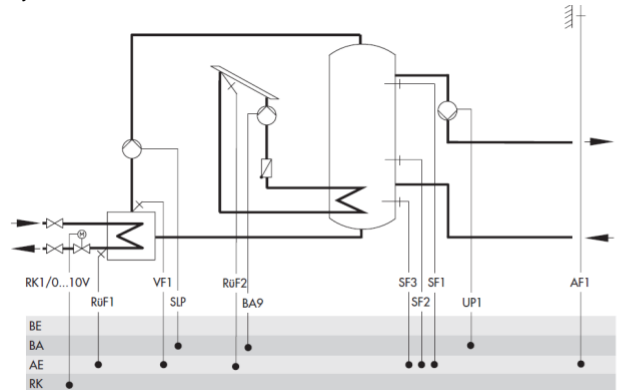 M
RK1/0...10V VF1 RüF2 SF3 SF1 AF1
RüF1 SLP BA9 SF2 UP1
BE
BA
AE
RK